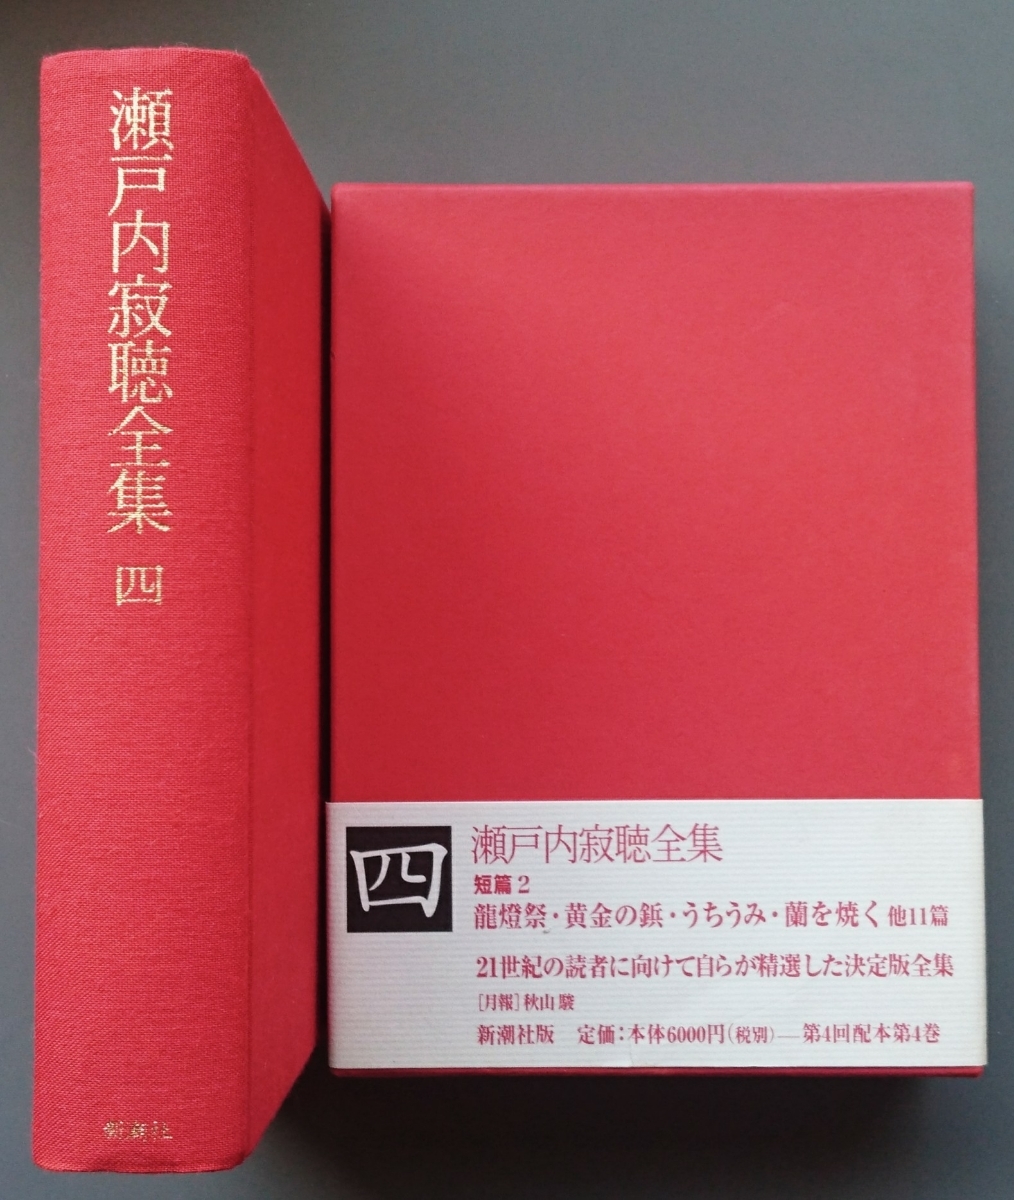 瀬戸内寂聴全集 四
新潮社
四
瀬戸内寂聴全集
短篇2
龍燈祭・黄金の鋲・うちうみ・蘭を焼く 他11篇
21世紀の読者に向けて自らが精選した決定版全集
［月報］秋山 駿
新潮社版 定価：本体6000円（税別）―第4回配本第4巻